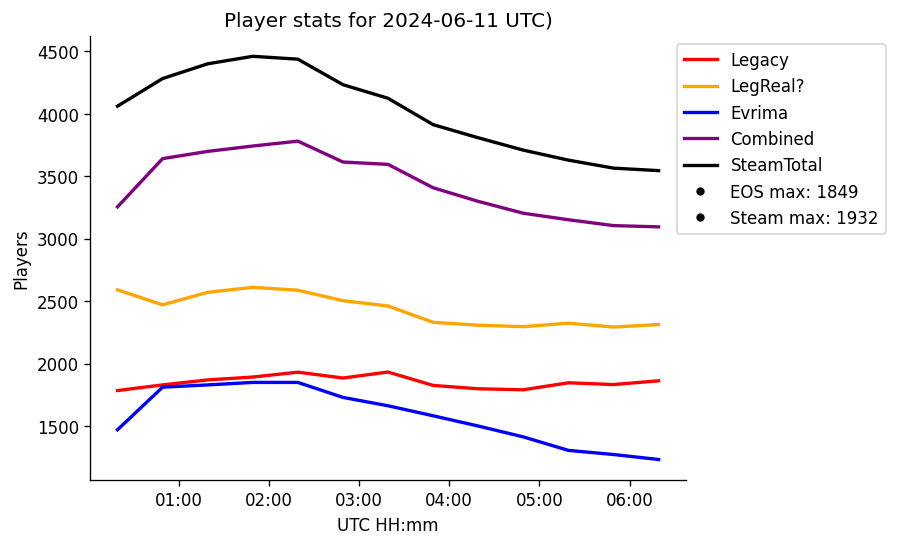 Player stats for 2024-06-11 UTC)
4500
4000
3500
3000
2500
2000
1500
Players
01:00 02:00 03:00 04:00 05:00 06:00
UTC HH:mm
Legacy
LegReal?
Evrima
Combined
SteamTotal
EOS max: 1849
Steam max: 1932